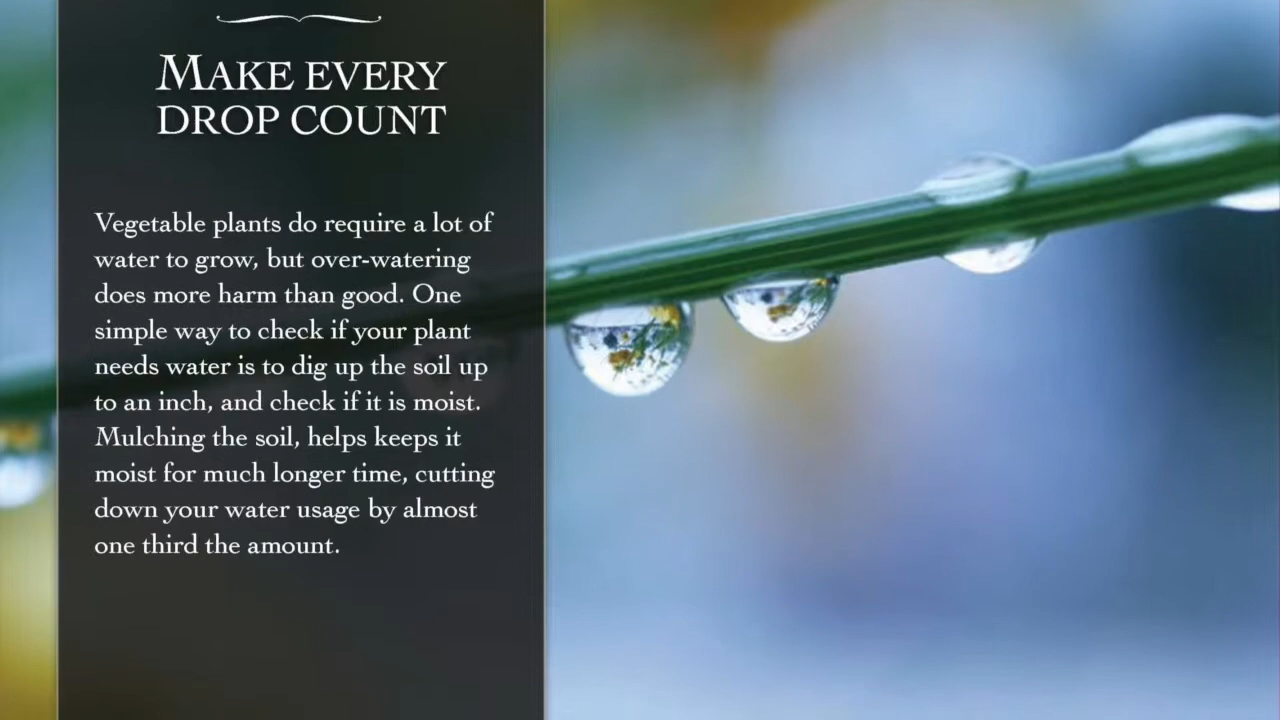 MAKE EVERY
DROP COUNT
Vegetable plants do require a lot of
water to grow, but over-watering
does more harm than good. One
simple way to check if your plant
needs water is to dig up the soil up
to an inch, and check if it is moist.
Mulching the soil, helps keeps it
moist for much longer time, cutting
down your water usage by almost
one third the amount.